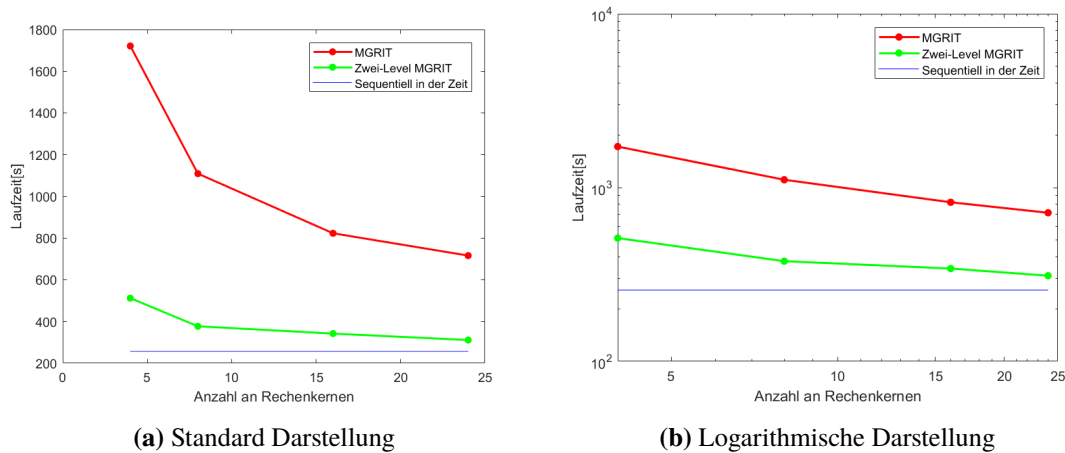 1800
1600
1400
1200
1000
800
600
400
200
Laufzeit[s]
0
5
10
15
20
25
Anzahl an Rechenkernen
MGRIT
Zwei-Level MGRIT
Sequentiell in der Zeit
(a) Standard Darstellung
10^4
10^3
10^2
Laufzeit[s]
5
10
15
20
25
Anzahl an Rechenkernen
MGRIT
Zwei-Level MGRIT
Sequentiell in der Zeit
(b) Logarithmische Darstellung